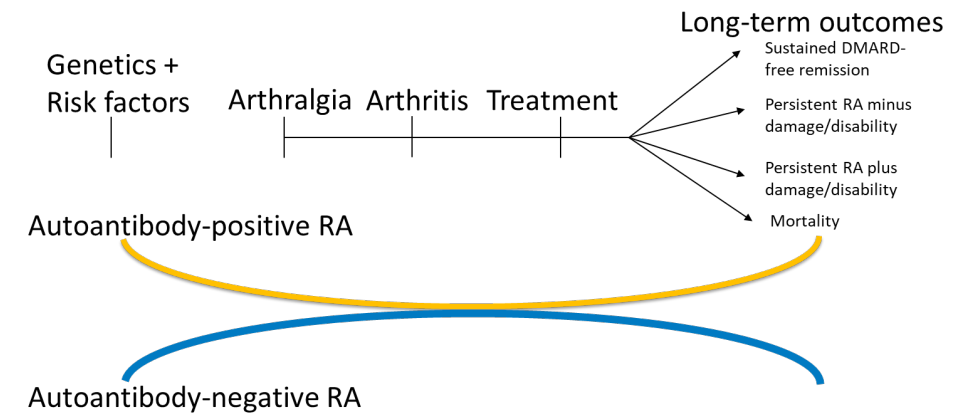 Long-term outcomes
Genetics +
Risk factors
Arthralgia
Arthritis
Treatment
Sustained DMARD-
free remission
Persistent RA minus
damage/disability
Persistent RA plus
damage/disability
Mortality
Autoantibody-positive RA
Autoantibody-negative RA